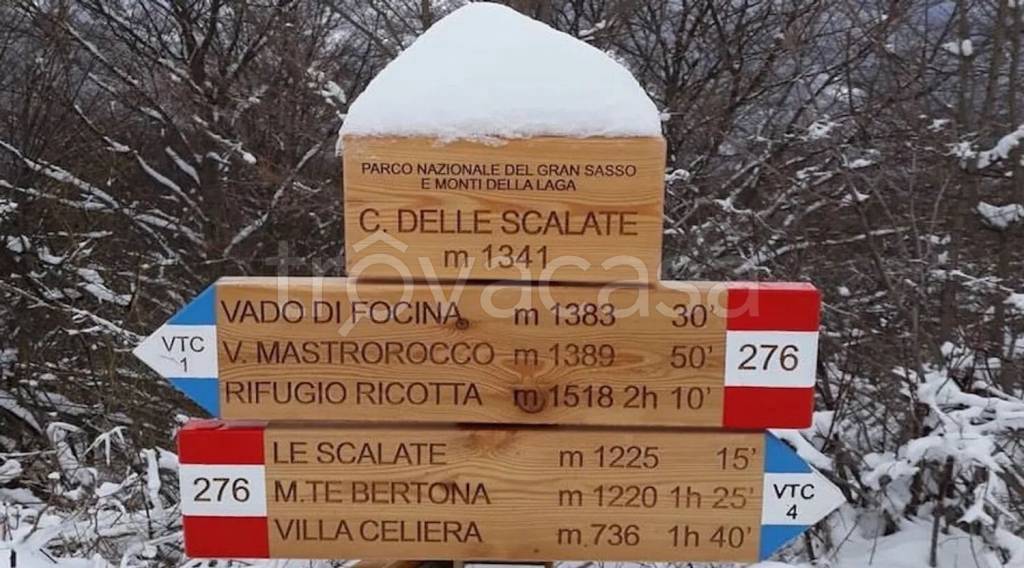 PARCO NAZIONALE DEL GRAN SASSO
E MONTI DELLA LAGA
C. DELLE SCALATE
m 1341
trovacasa
VTC
1
VADO DI FOCINA m 1383 30'
V. MASTROROCCO m 1389 50'
RIFUGIO RICOTTA m 1518 2h 10'
276
276
LE SCALATE m 1225 15'
M.TE BERTONA m 1220 1h 25'
VILLA CELIERA m.736 1h 40'
VTC
4